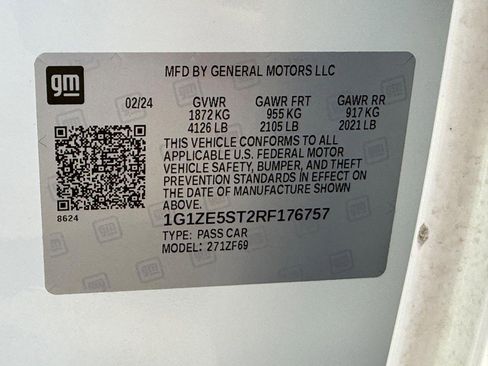 gm
MFD BY GENERAL MOTORS LLC
02/24 GVWR GAWR FRT GAWR RR
1872 KG 955 KG 917 KG
4126 LB 2105 LB 2021 LB
THIS VEHICLE CONFORMS TO ALL
APPLICABLE U.S. FEDERAL MOTOR
VEHICLE SAFETY, BUMPER, AND THEFT
PREVENTION STANDARDS IN EFFECT ON
THE DATE OF MANUFACTURE SHOWN
ABOVE.
8624
1G1ZE5ST2RF176757
TYPE: PASS CAR
MODEL: 271ZF69